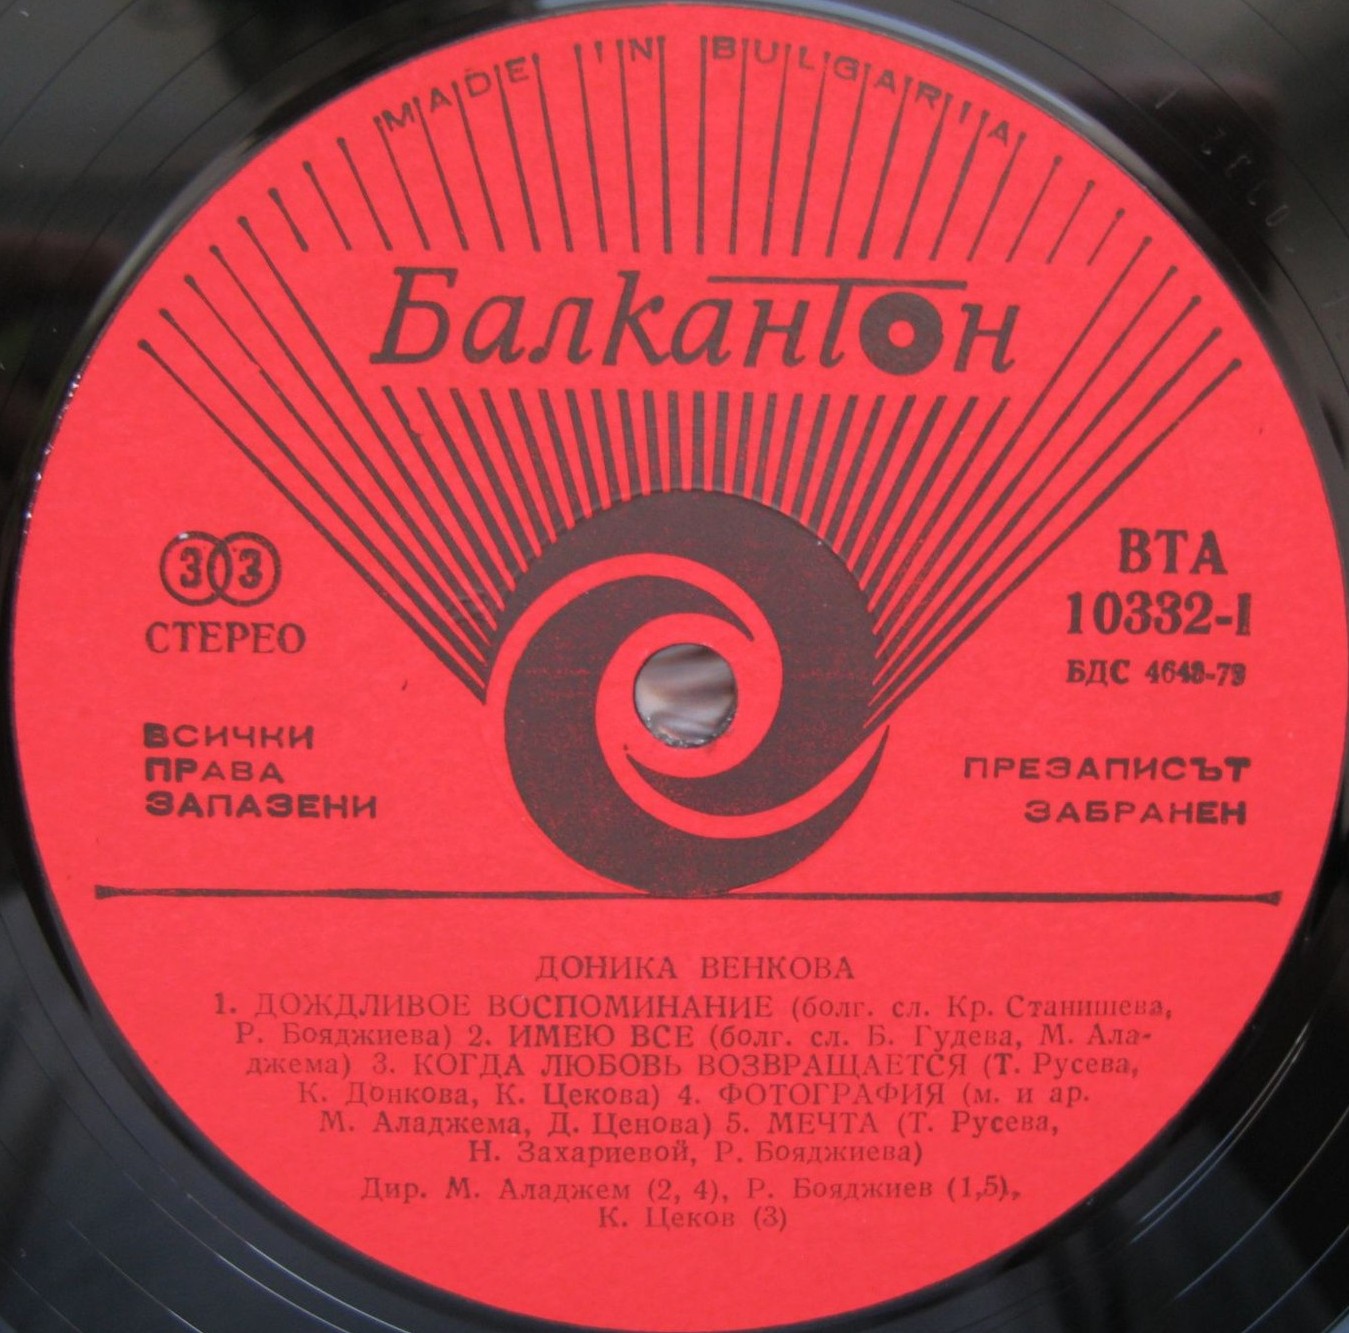 MADE IN BULGARIA
Балкантон
33
СТЕРЕО
ВТА
10332-I
БДС
ВСИЧКИ
ПРАВА
ЗАПАЗЕНИ
ПРЕЗАПИСЪТ
ЗАБРАНЕН
ДОНИКА ВЕНКОВА
1. ДОЖДЛИВОЕ ВОСПОМИНАНИЕ (болг. сл. Кр. Станишева,
Р. Бояджиева) 2. ИМЕЮ ВСЕ (болг. сл. Б. Гудева, М. Ала-
джема) 3. КОГДА ЛЮБОВЬ ВОЗВРАЩАЕТСЯ (Т. Русева,
К. Донкова, К. Цекова) 4. ФОТОГРАФИЯ (м. и ар.
М. Аладжема, Д. Ценова) 5. МЕЧТА (Т. Русева,
Н. Захариевой, Р. Бояджиева)
Дир. М. Аладжем (2, 4), Р. Бояджиев (1,5),
К. Цеков (3)